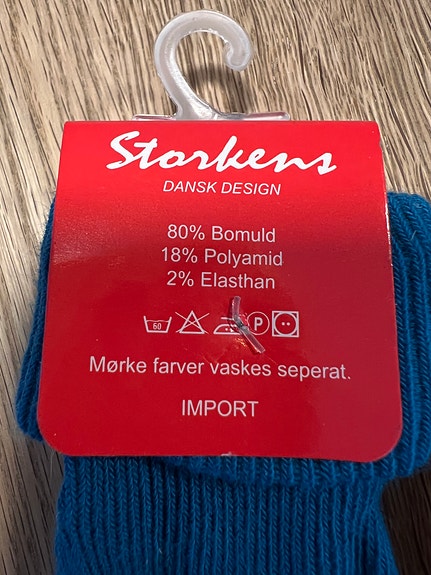 Storkens
DANSK DESIGN
80% Bomuld
18% Polyamid
2% Elasthan
60 P
Mørke farver vaskes seperat.
IMPORT